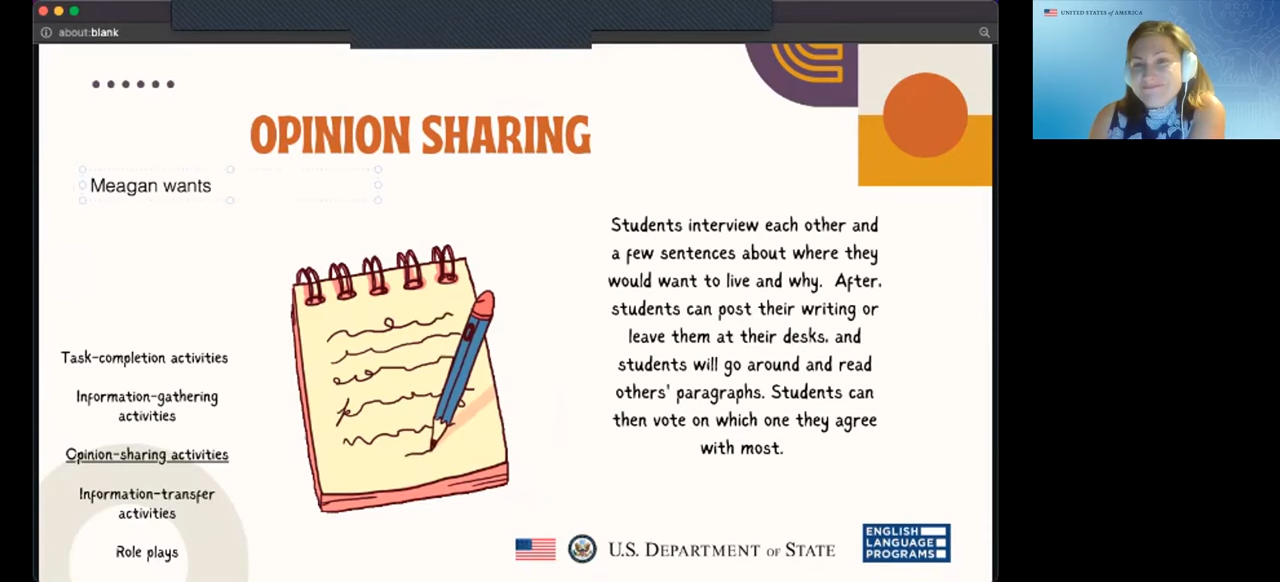 about:blank
UNITED STATES of AMERICA
OPINION SHARING
Meagan wants
Students interview each other and
a few sentences about where they
would want to live and why. After,
students can post their writing or
leave them at their desks, and
students will go around and read
others' paragraphs. Students can
then vote on which one they agree
with most.
Task-completion activities
Information-gathering
activities
Opinion-sharing activities
Information-transfer
activities
Role plays
U.S. DEPARTMENT OF STATE
ENGLISH
LANGUAGE
PROGRAMS